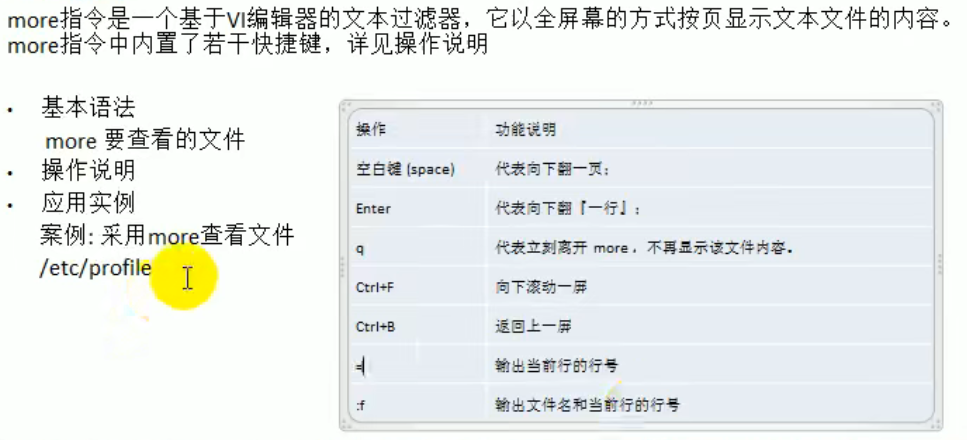 more指令是一个基于VI编辑器的文本过滤器，它以全屏幕的方式按页显示文本文件的内容。
more指令中内置了若干快捷键，详见操作说明
• 基本语法
more 要查看的文件
• 操作说明
• 应用实例
案例: 采用more查看文件
/etc/profile
操作 功能说明
空白键 (space) 代表向下翻一页；
Enter 代表向下翻『一行』；
q 代表立刻离开 more ，不再显示该文件内容。
Ctrl+F 向下滚动一屏
Ctrl+B 返回上一屏
= 输出当前行的行号
:f 输出文件名和当前行的行号